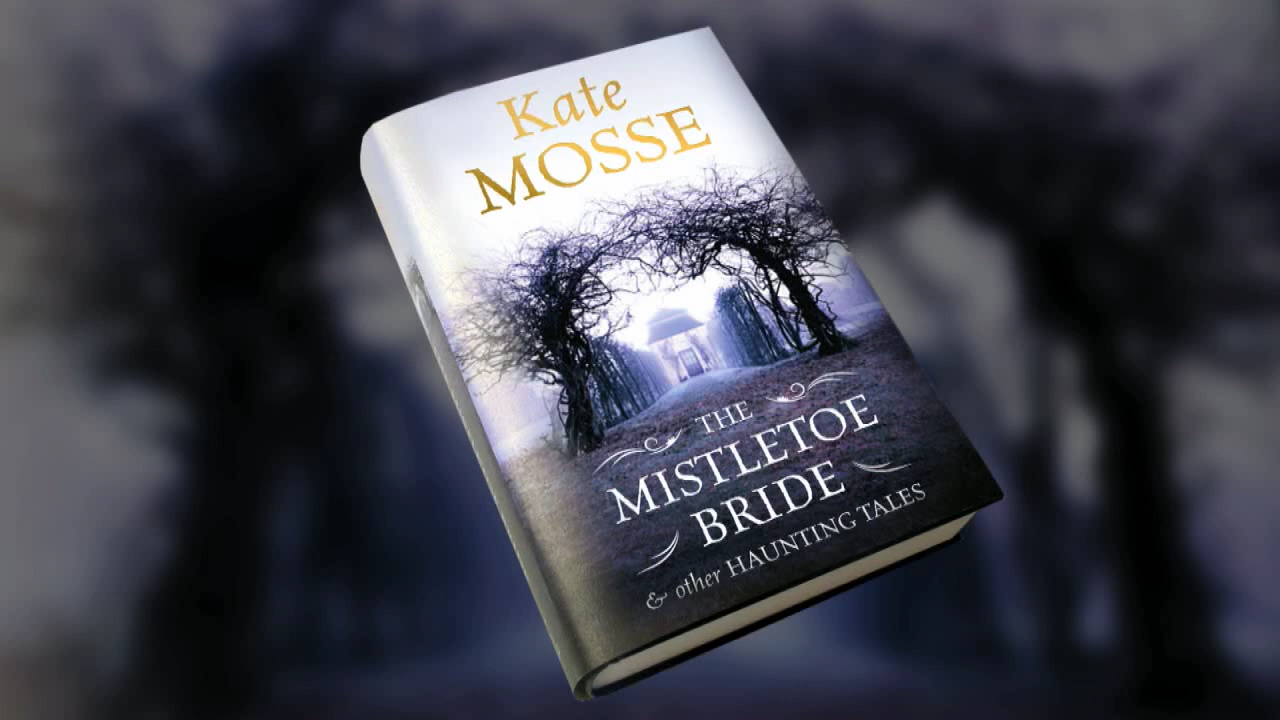 Kate
MOSSE
THE
MISTLETOE
BRIDE
& other HAUNTING TALES